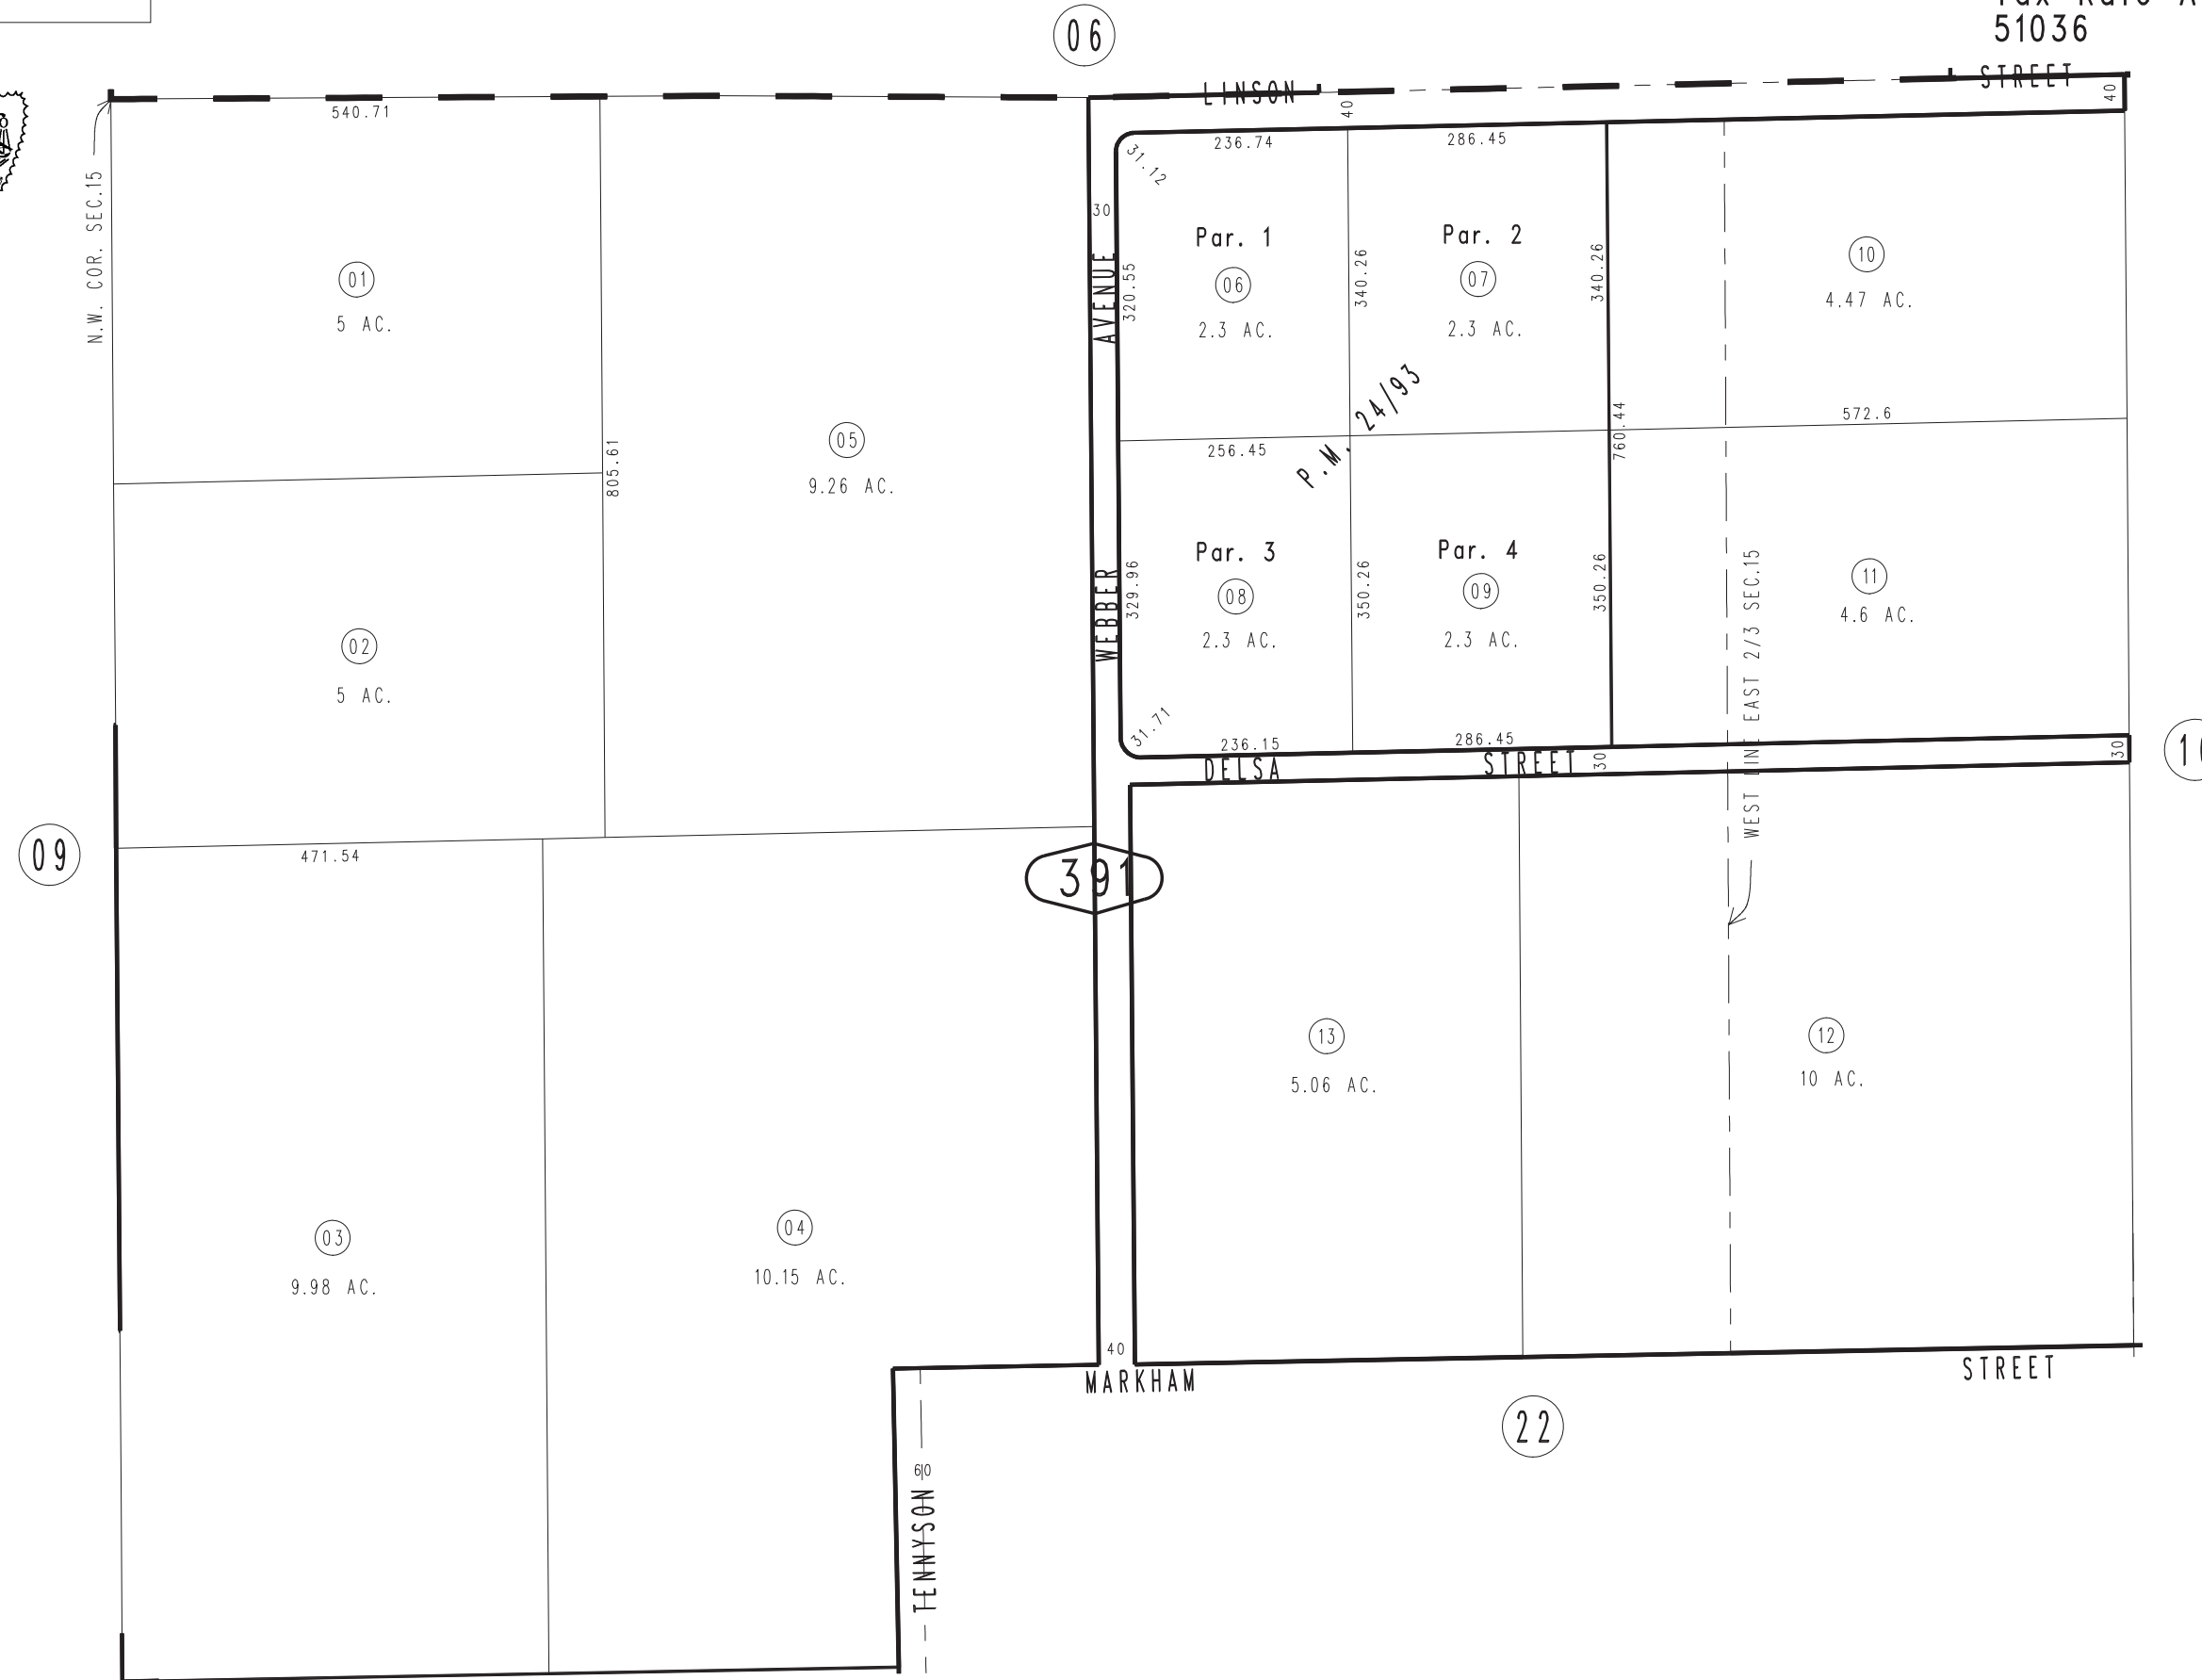 06
51036
LINSON
STREET
40
40
540.71
236.74
286.45
31.12
N.W. COR. SEC.15
30
Par. 1
Par. 2
01
06
07
10
5 AC.
2.3 AC.
2.3 AC.
4.47 AC.
AVENUE
320.55
340.26
340.26
P.M. 24/93
572.6
760.44
805.61
05
9.26 AC.
256.45
Par. 3
Par. 4
08
09
11
2.3 AC.
2.3 AC.
4.6 AC.
WEBBER
329.96
350.26
350.26
WEST LINE EAST 2/3 SEC.15
02
5 AC.
31.71
236.15
286.45
DELSA
STREET
30
30
09
471.54
391
13
12
5.06 AC.
10 AC.
03
04
9.98 AC.
10.15 AC.
40
MARKHAM
STREET
22
60
TENNYSON